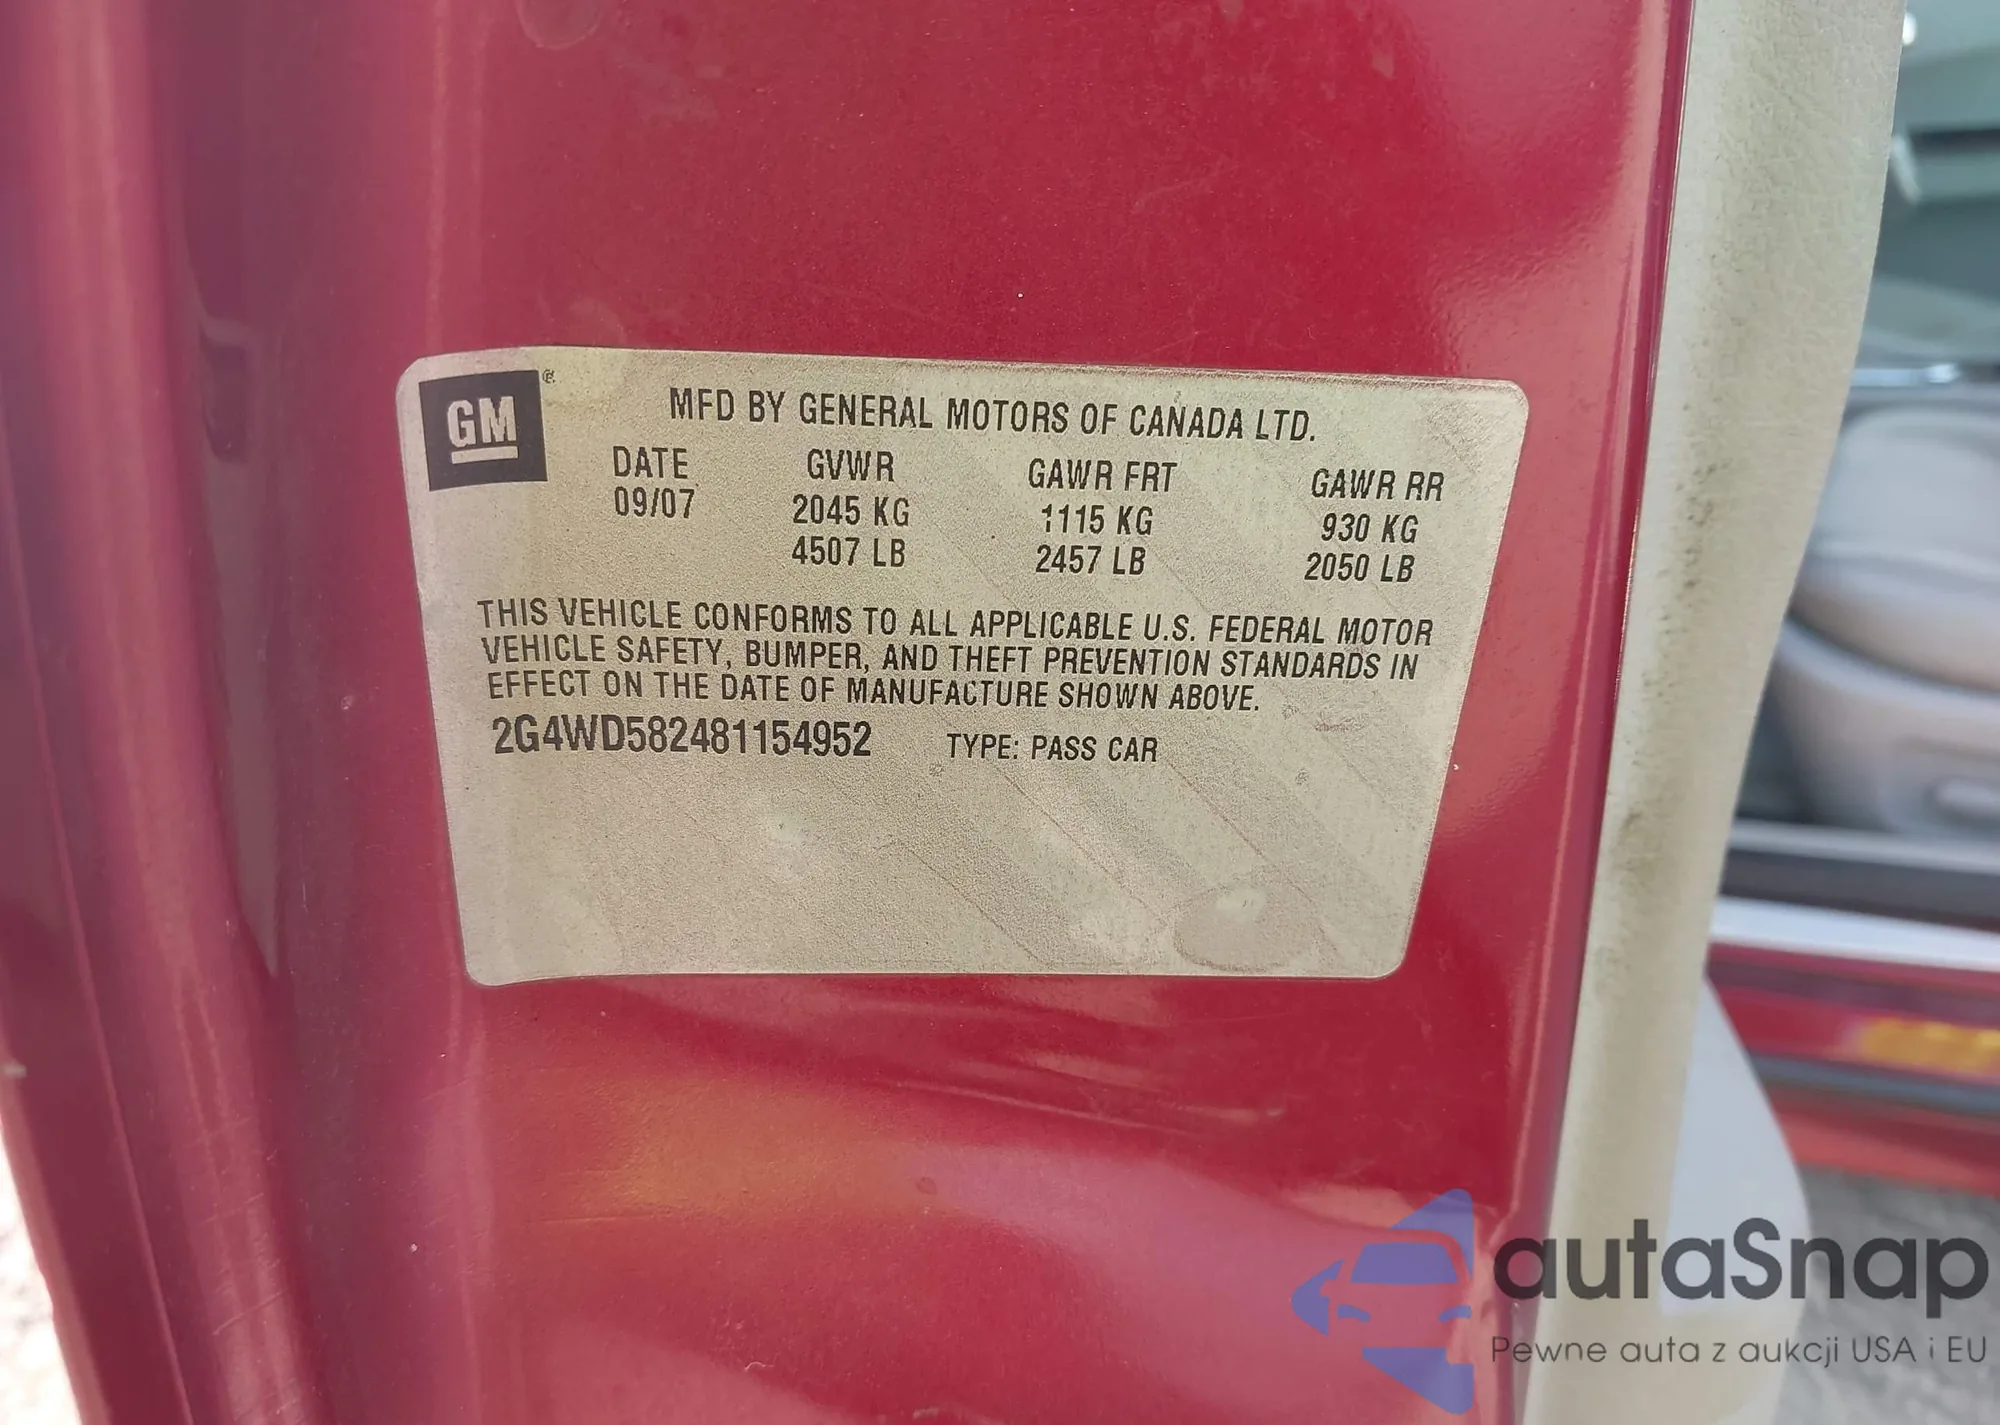 GM
MFD BY GENERAL MOTORS OF CANADA LTD.
DATE GVWR GAWR FRT GAWR RR
09/07 2045 KG 1115 KG 930 KG
4507 LB 2457 LB 2050 LB
THIS VEHICLE CONFORMS TO ALL APPLICABLE U.S. FEDERAL MOTOR
VEHICLE SAFETY, BUMPER, AND THEFT PREVENTION STANDARDS IN
EFFECT ON THE DATE OF MANUFACTURE SHOWN ABOVE.
2G4WD582481154952 TYPE: PASS CAR
autaSnap
Pewne auta z aukcji USA i EU